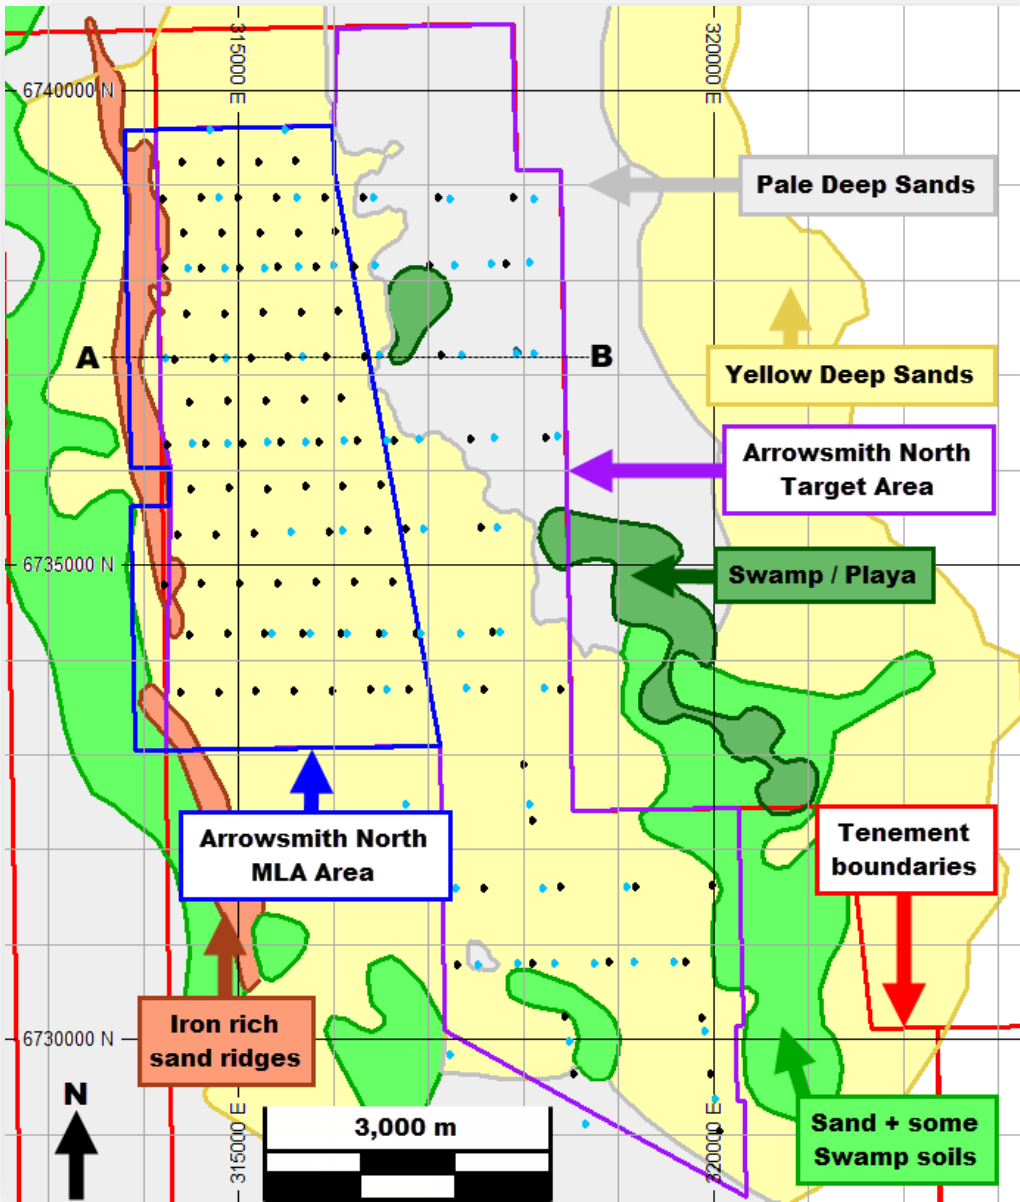 315000 E
320000 E
6740000 N
Pale Deep Sands
A
B
Yellow Deep Sands
Arrowsmith North
Target Area
6735000 N
Swamp / Playa
Arrowsmith North
MLA Area
Tenement
boundaries
Iron rich
sand ridges
6730000 N
N
315000 E
3,000 m
320000 E
Sand + some
Swamp soils